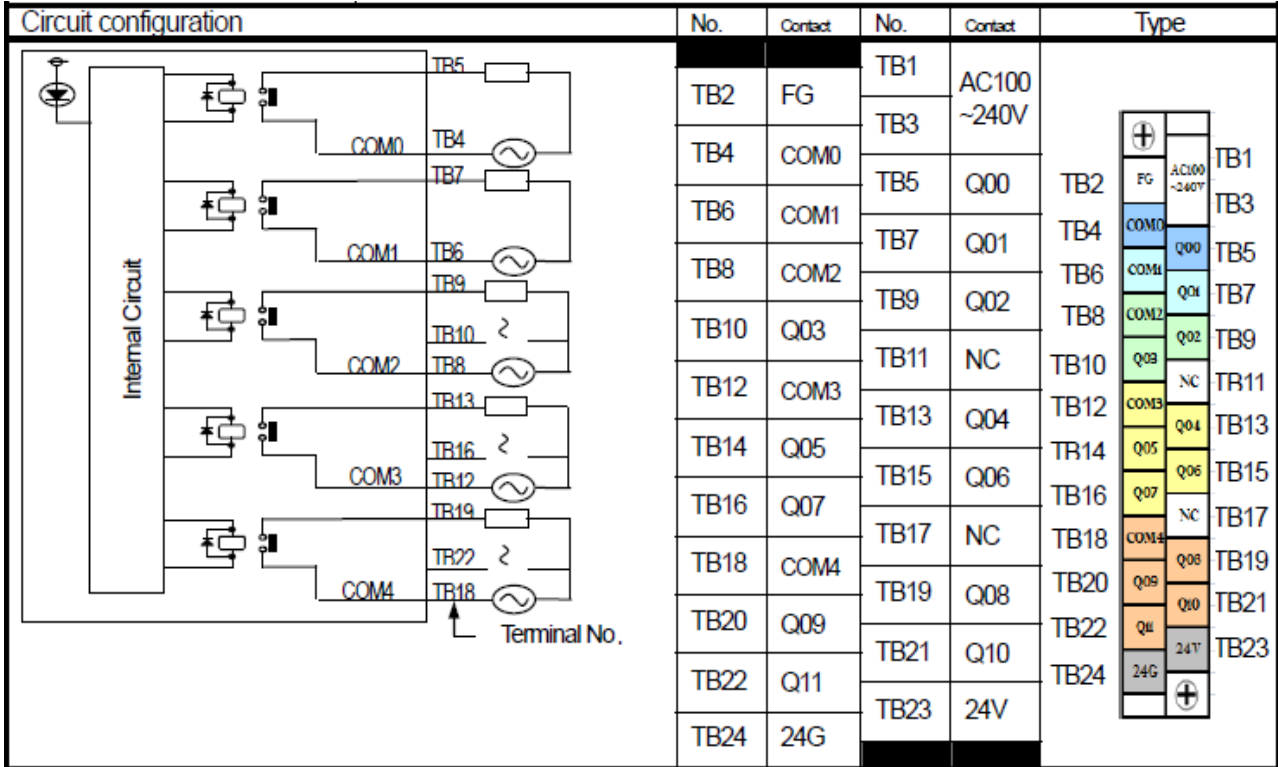 Circuit configuration No. Contact No. Contact Type
Internal Circuit
TB5
COM0 TB4
TB7
COM1 TB6
TB9
TB10
COM2 TB8
TB13
TB16
COM3 TB12
TB19
TB22
COM4 TB18
Terminal No.
TB2 FG
TB4 COM0
TB6 COM1
TB8 COM2
TB10 Q03
TB12 COM3
TB14 Q05
TB16 Q07
TB18 COM4
TB20 Q09
TB22 Q11
TB24 24G
TB1 AC100
TB3 ~240V
TB5 Q00
TB7 Q01
TB9 Q02
TB11 NC
TB13 Q04
TB15 Q06
TB17 NC
TB19 Q08
TB21 Q10
TB23 24V
TB2 FG
TB4 COM0
TB6 COM1
TB8 COM2
TB10 Q03
TB12 COM3
TB14 Q05
TB16 Q07
TB18 COM4
TB20 Q09
TB22 Q11
TB24 24G
AC100 TB1
~240V TB3
Q00 TB5
Q01 TB7
Q02 TB9
NC TB11
Q04 TB13
Q06 TB15
NC TB17
Q08 TB19
Q10 TB21
24V TB23